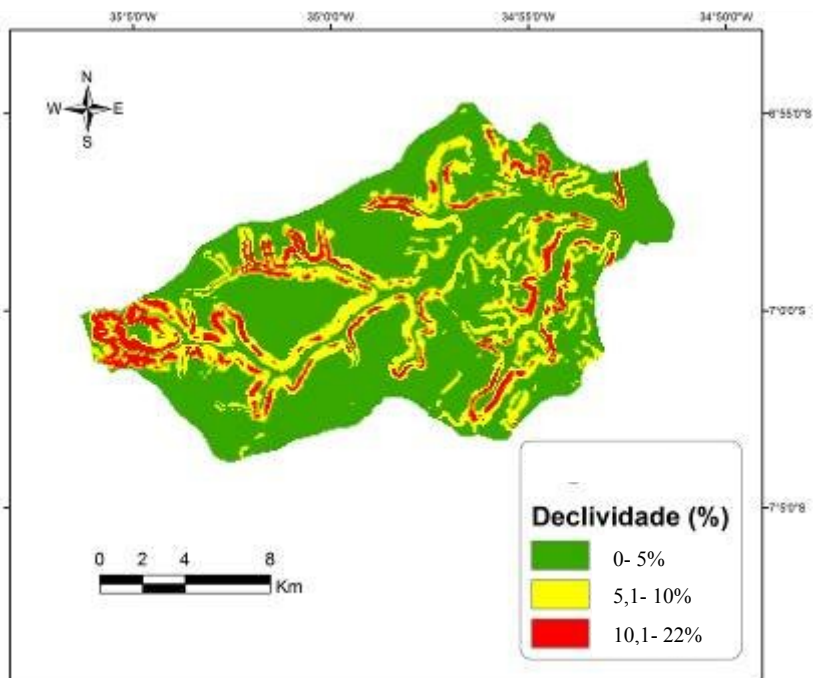 35°5'0"W 35°0'0"W 34°55'0"W 34°50'0"W
N
W E
S
6°55'0"S
7°0'0"S
7°5'0"S
Declividade (%)
0- 5%
5,1- 10%
10,1- 22%
0 2 4 8
Km